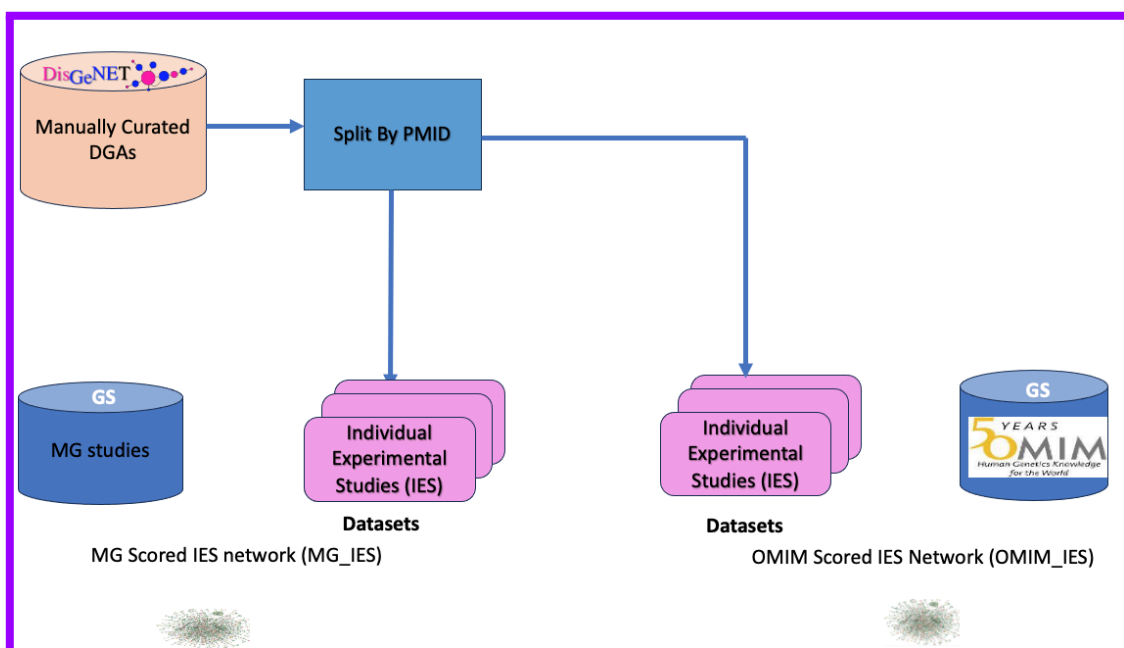 DisGeNET
Manually Curated
DGAs
Split By PMID
GS
MG studies
Individual
Experimental
Studies (IES)
Datasets
Individual
Experimental
Studies (IES)
Datasets
GS
50 YEARS
OMIM
Human Genetics Knowledge
for the World
MG Scored IES network (MG_IES)
OMIM Scored IES Network (OMIM_IES)